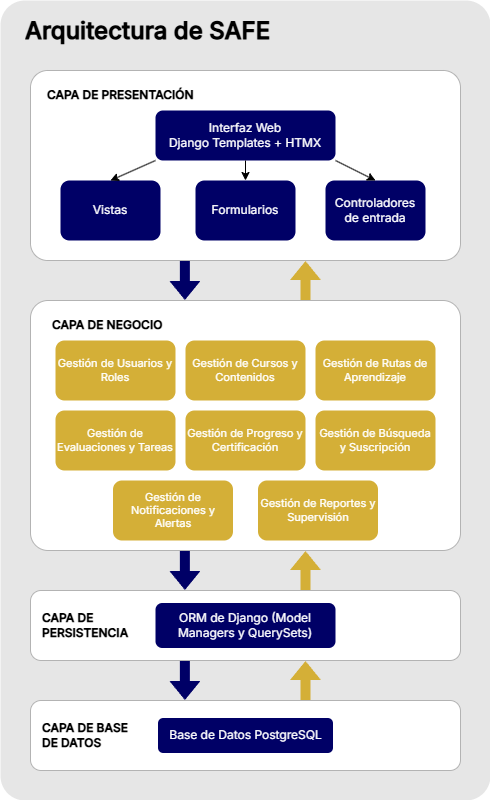 Arquitectura de SAFE
CAPA DE PRESENTACIÓN
Interfaz Web
Django Templates + HTMX
Vistas
Formularios
Controladores
de entrada
CAPA DE NEGOCIO
Gestión de Usuarios y
Roles
Gestión de Cursos y
Contenidos
Gestión de Rutas de
Aprendizaje
Gestión de
Evaluaciones y Tareas
Gestión de Progreso y
Certificación
Gestión de Búsqueda
y Suscripción
Gestión de
Notificaciones y
Alertas
Gestión de Reportes y
Supervisión
CAPA DE
PERSISTENCIA
ORM de Django (Model
Managers y QuerySets)
CAPA DE BASE
DE DATOS
Base de Datos PostgreSQL